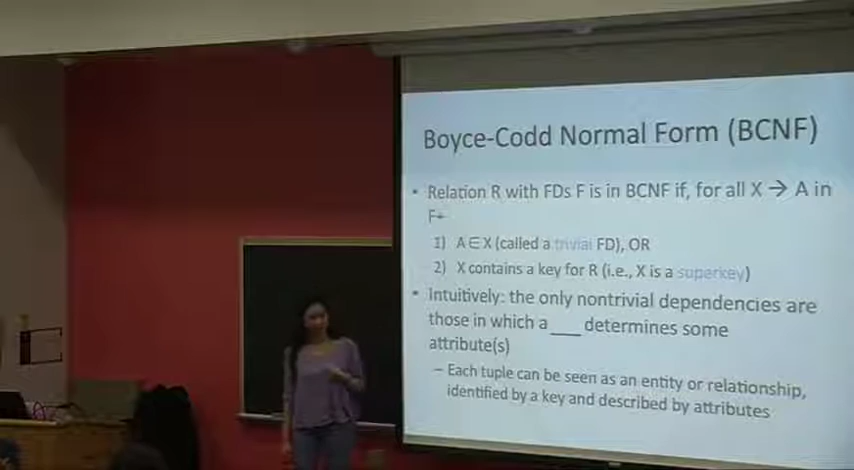 Boyce-Codd Normal Form (BCNF)
• Relation R with FDs F is in BCNF if, for all X → A in
F+
1) A ∈ X (called a trivial FD), OR
2) X contains a key for R (i.e., X is a superkey)
• Intuitively: the only nontrivial dependencies are
those in which a ____ determines some
attribute(s)
– Each tuple can be seen as an entity or relationship,
identified by a key and described by attributes